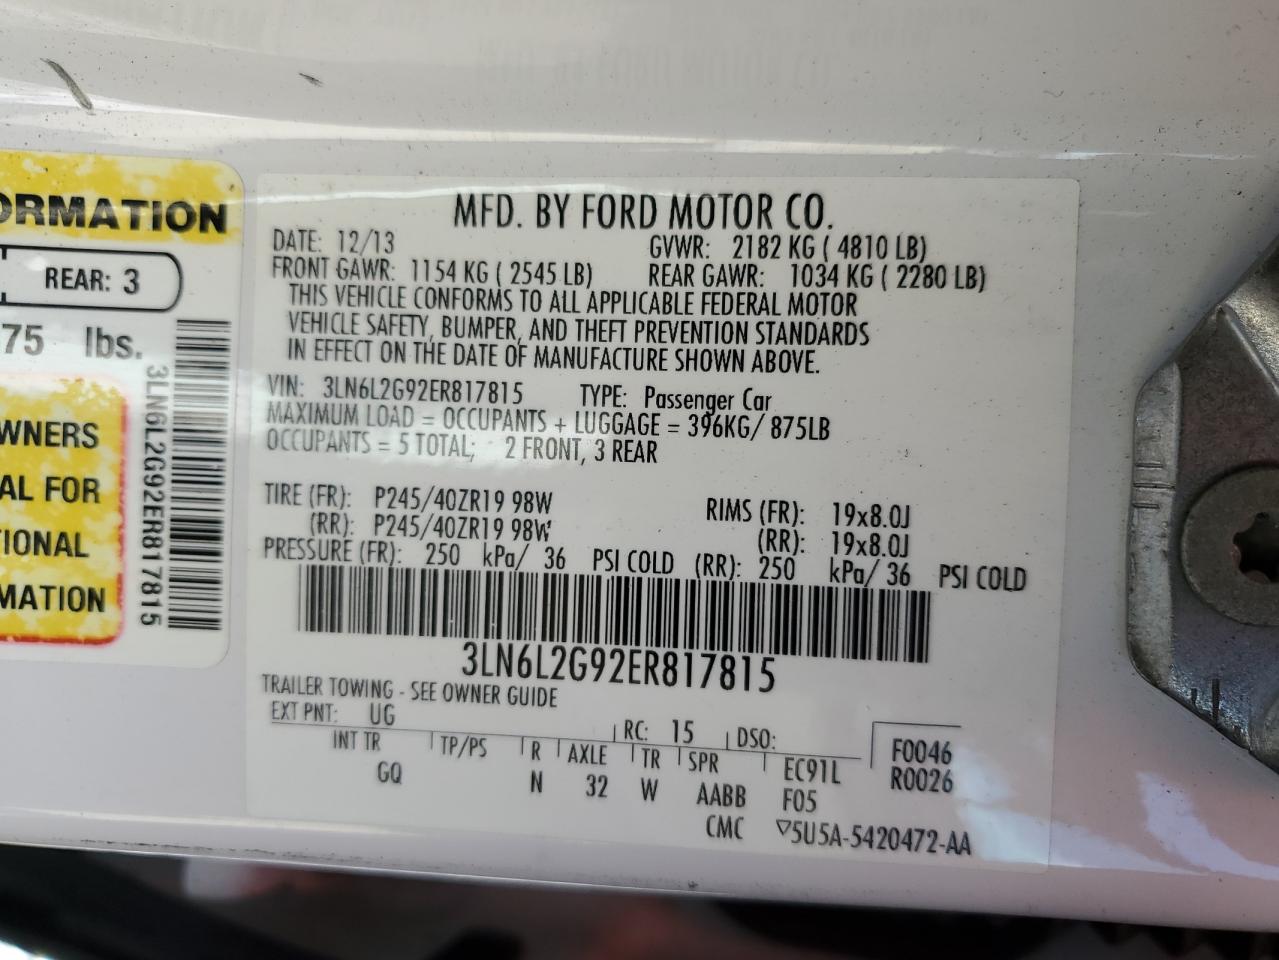 ORMATION
REAR: 3
75 lbs.
3LN6L2G92ER817815
WNERS
AL FOR
TIONAL
MATION
MFD. BY FORD MOTOR CO.
DATE: 12/13 GVWR: 2182 KG ( 4810 LB)
FRONT GAWR: 1154 KG ( 2545 LB) REAR GAWR: 1034 KG ( 2280 LB)
THIS VEHICLE CONFORMS TO ALL APPLICABLE FEDERAL MOTOR
VEHICLE SAFETY, BUMPER, AND THEFT PREVENTION STANDARDS
IN EFFECT ON THE DATE OF MANUFACTURE SHOWN ABOVE.
VIN: 3LN6L2G92ER817815 TYPE: Passenger Car
MAXIMUM LOAD = OCCUPANTS + LUGGAGE = 396KG/ 875LB
OCCUPANTS = 5 TOTAL; 2 FRONT, 3 REAR
TIRE (FR): P245/40ZR19 98W RIMS (FR): 19x8.0J
(RR): P245/40ZR19 98W (RR): 19x8.0J
PRESSURE (FR): 250 kPa/ 36 PSI COLD (RR): 250 kPa/ 36 PSI COLD
3LN6L2G92ER817815
TRAILER TOWING - SEE OWNER GUIDE
EXT PNT: UG RC: 15 DSO:
INT TR TP/PS R AXLE TR SPR EC91L F0046
GQ N 32 W AABB F05 R0026
CMC ▽5U5A-5420472-AA